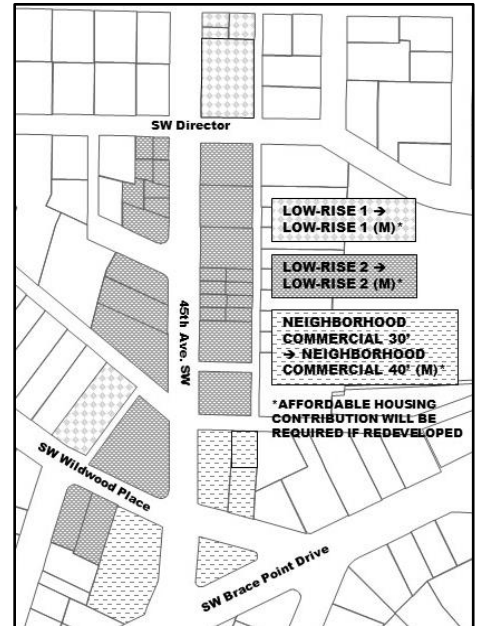 SW Director
LOW-RISE 1 →
LOW-RISE 1 (M)*
LOW-RISE 2 →
LOW-RISE 2 (M)*
45th Ave. SW
NEIGHBORHOOD
COMMERCIAL 30'
→ NEIGHBORHOOD
COMMERCIAL 40' (M)*
*AFFORDABLE HOUSING
CONTRIBUTION WILL BE
REQUIRED IF REDEVELOPED
SW Wildwood Place
SW Brace Point Drive